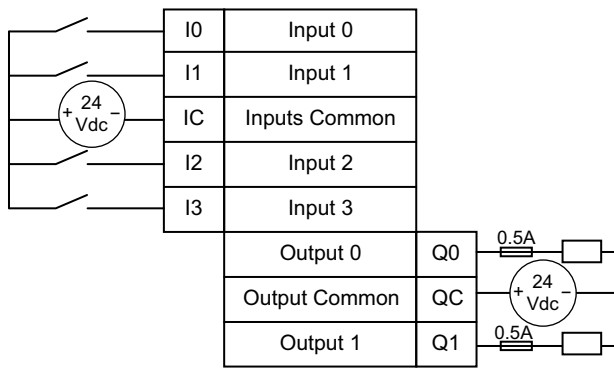 I0 Input 0
I1 Input 1
+ 24 Vdc − IC Inputs Common
I2 Input 2
I3 Input 3
Output 0 Q0 0.5A
Output Common QC + 24 Vdc −
Output 1 Q1 0.5A